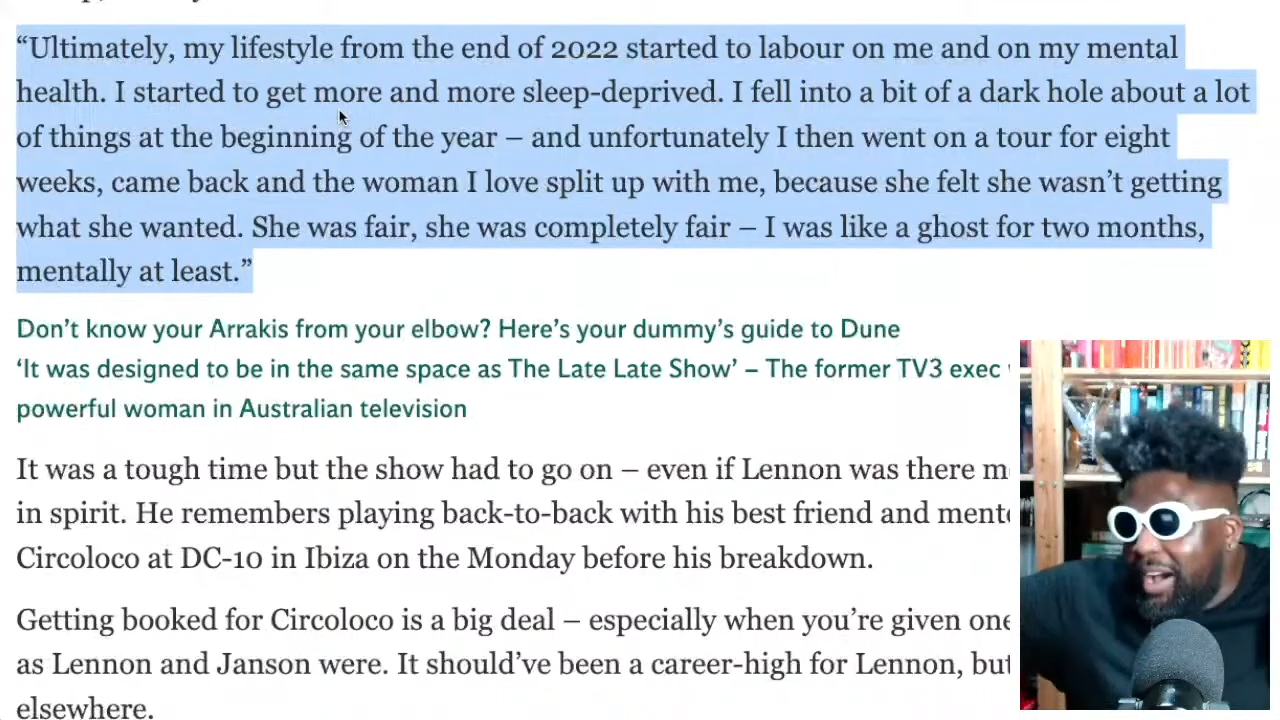 “Ultimately, my lifestyle from the end of 2022 started to labour on me and on my mental
health. I started to get more and more sleep-deprived. I fell into a bit of a dark hole about a lot
of things at the beginning of the year – and unfortunately I then went on a tour for eight
weeks, came back and the woman I love split up with me, because she felt she wasn’t getting
what she wanted. She was fair, she was completely fair – I was like a ghost for two months,
mentally at least.”
Don’t know your Arrakis from your elbow? Here’s your dummy’s guide to Dune
‘It was designed to be in the same space as The Late Late Show’ – The former TV3 exec
powerful woman in Australian television
It was a tough time but the show had to go on – even if Lennon was there
in spirit. He remembers playing back-to-back with his best friend and
Circoloco at DC-10 in Ibiza on the Monday before his breakdown.
Getting booked for Circoloco is a big deal – especially when you’re given one
as Lennon and Janson were. It should’ve been a career-high for Lennon, but
elsewhere.